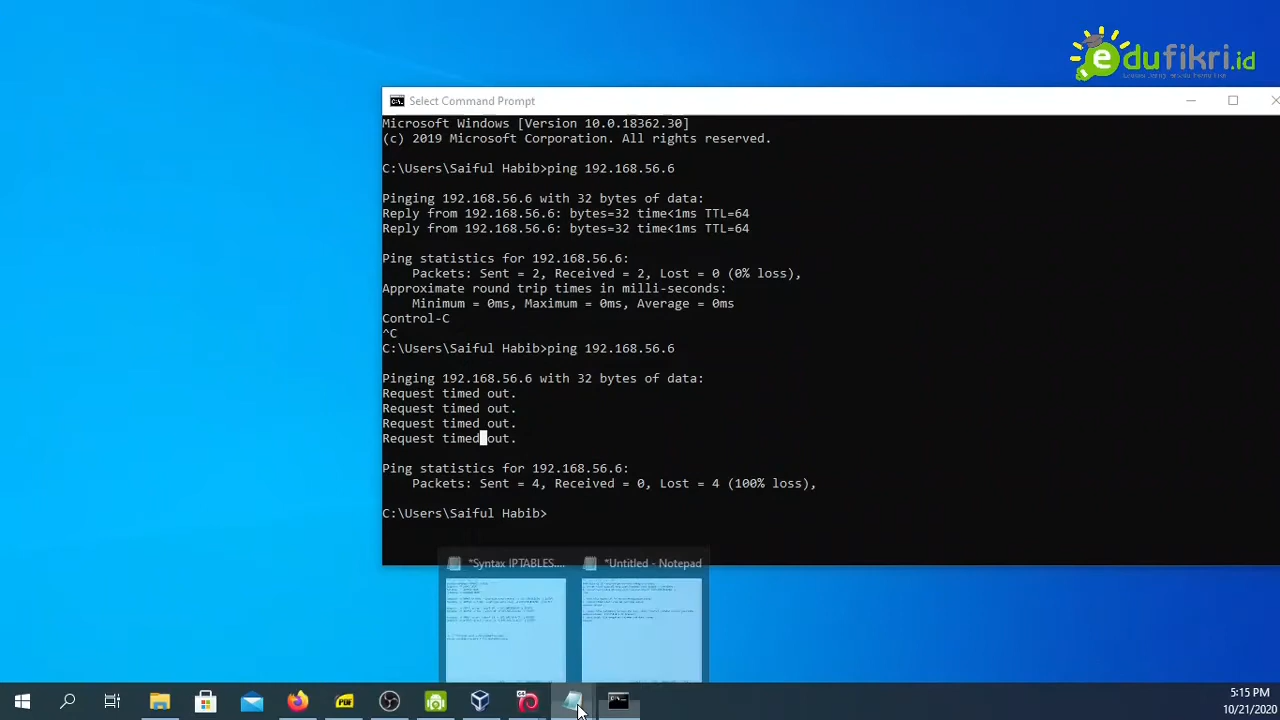 edufikri.id
Select Command Prompt
Microsoft Windows [Version 10.0.18362.30]
(c) 2019 Microsoft Corporation. All rights reserved.
C:\Users\Saiful Habib>ping 192.168.56.6
Pinging 192.168.56.6 with 32 bytes of data:
Reply from 192.168.56.6: bytes=32 time<1ms TTL=64
Reply from 192.168.56.6: bytes=32 time<1ms TTL=64
Ping statistics for 192.168.56.6:
    Packets: Sent = 2, Received = 2, Lost = 0 (0% loss),
Approximate round trip times in milli-seconds:
    Minimum = 0ms, Maximum = 0ms, Average = 0ms
Control-C
^C
C:\Users\Saiful Habib>ping 192.168.56.6
Pinging 192.168.56.6 with 32 bytes of data:
Request timed out.
Request timed out.
Request timed out.
Request timed out.
Ping statistics for 192.168.56.6:
    Packets: Sent = 4, Received = 0, Lost = 4 (100% loss),
C:\Users\Saiful Habib>
*Syntax IPTABLES.... *Untitled - Notepad
5:15 PM
10/21/2020